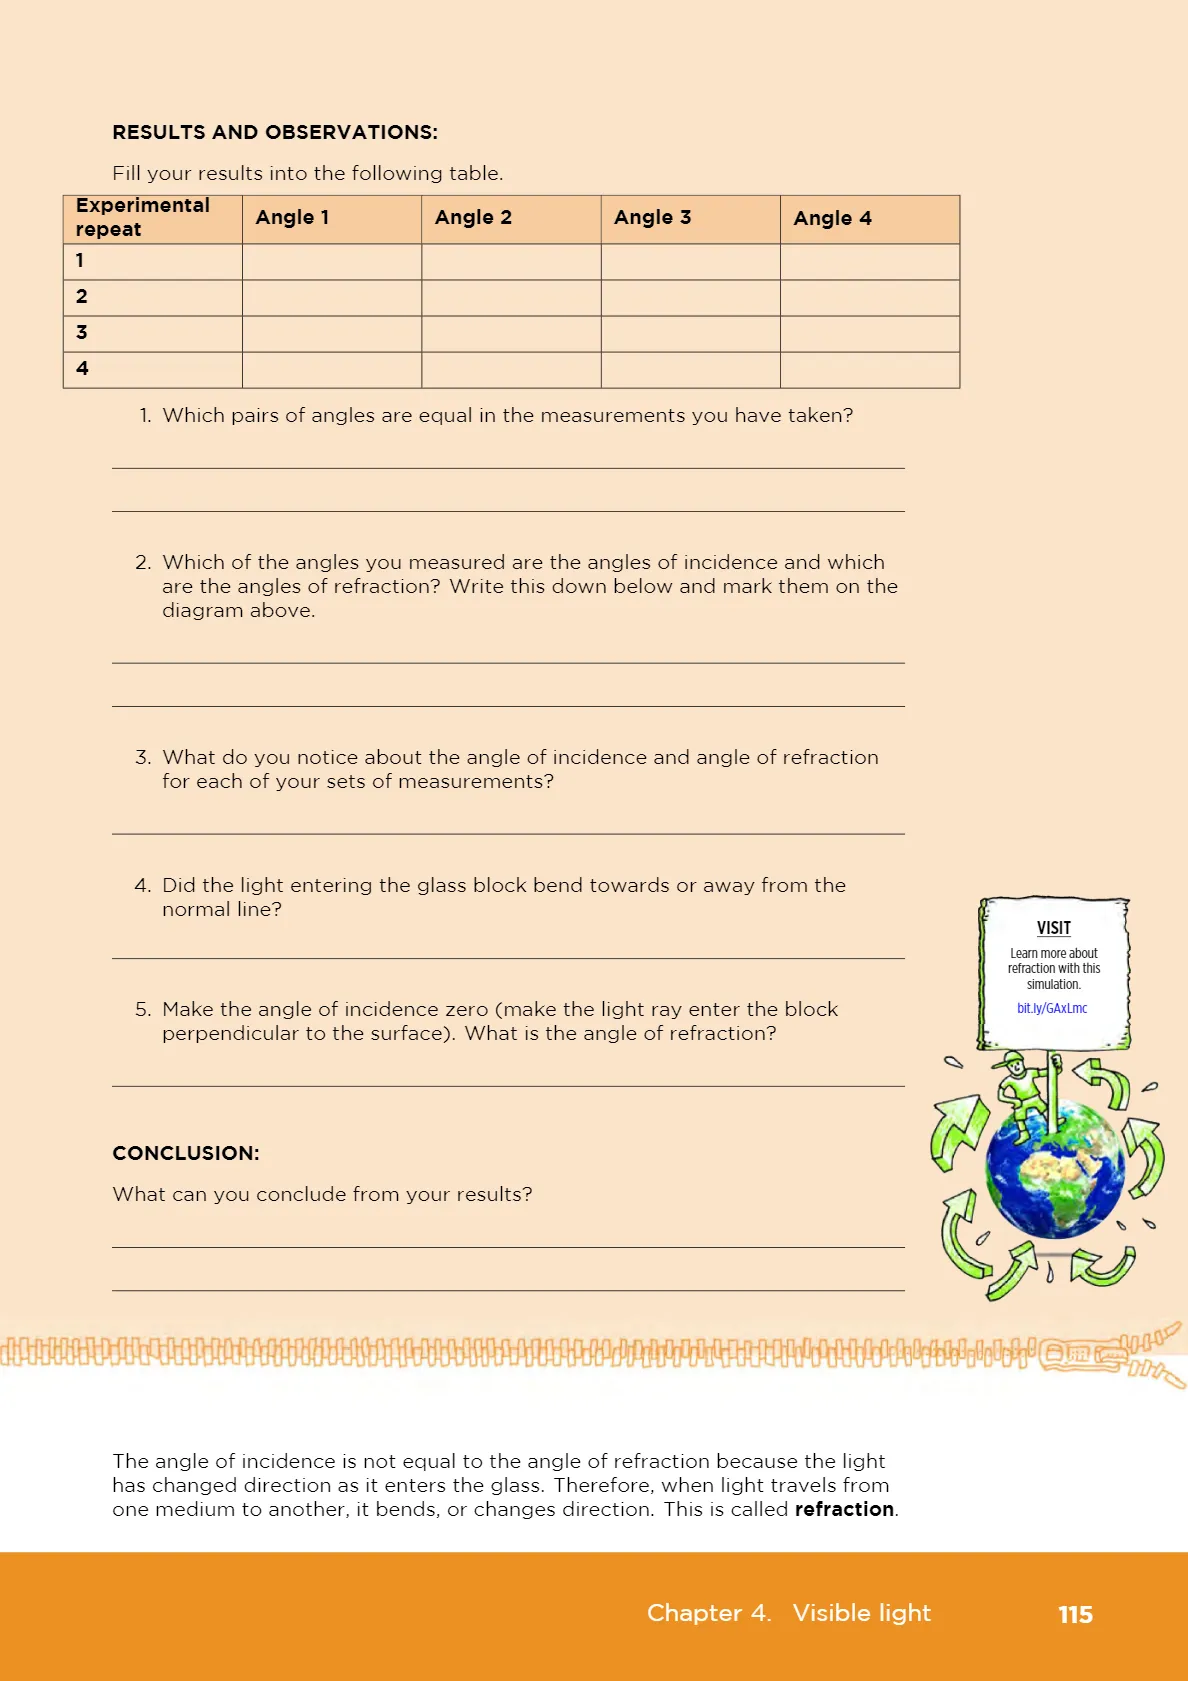 RESULTS AND OBSERVATIONS:
Fill your results into the following table.
Experimental
repeat
Angle 1
Angle 2
Angle 3
Angle 4
1
2
3
4
1. Which pairs of angles are equal in the measurements you have taken?
2. Which of the angles you measured are the angles of incidence and which
are the angles of refraction? Write this down below and mark them on the
diagram above.
3. What do you notice about the angle of incidence and angle of refraction
for each of your sets of measurements?
4. Did the light entering the glass block bend towards or away from the
normal line?
5. Make the angle of incidence zero (make the light ray enter the block
perpendicular to the surface). What is the angle of refraction?
VISIT
Learn more about
refraction with this
simulation.
bit.ly/GAxLmc
CONCLUSION:
What can you conclude from your results?
The angle of incidence is not equal to the angle of refraction because the light
has changed direction as it enters the glass. Therefore, when light travels from
one medium to another, it bends, or changes direction. This is called refraction.
Chapter 4. Visible light
115